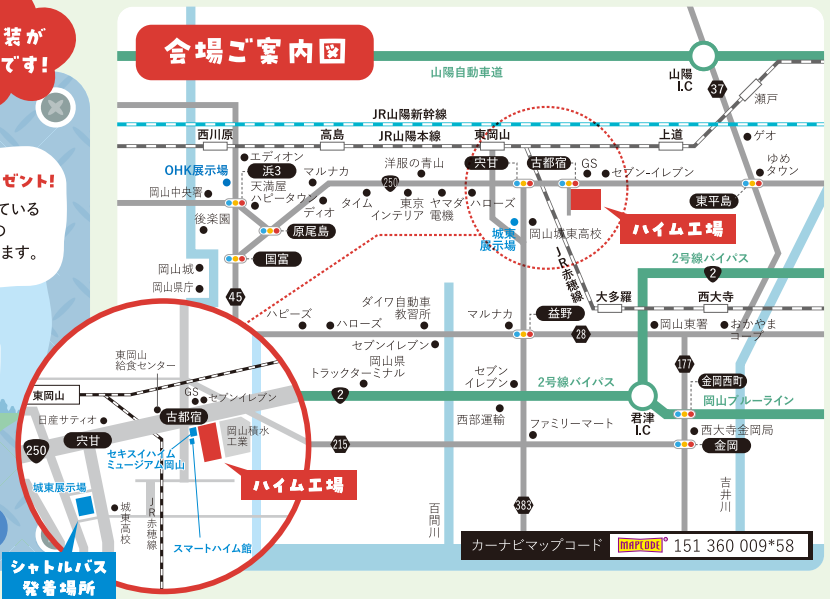 装が
です!
ゼント!
ている
の
ます。
会場ご案内図
山陽自動車道
山陽
I.C
37
瀬戸
JR山陽新幹線
JR山陽本線
西川原
高島
東岡山
上道
ゲオ
エディオン
OHK展示場
浜3
岡山中央署
天満屋
ハピータウン
マルナカ
洋服の青山
250
宍甘
古都宿
GS
セブン-イレブン
ゆめ
タウン
東平島
ディオ
タイム
東京
インテリア
ヤマダ
電機
ハローズ
後楽園
原尾島
城東
展示場
岡山城東高校
ハイム工場
国富
岡山城
岡山県庁
JR赤穂線
2号線バイパス
2
45
大多羅
西大寺
ハピーズ
ハローズ
ダイワ自動車
教習所
マルナカ
益野
28
岡山東署
おかやま
コープ
セブンイレブン
岡山県
トラックターミナル
セブン
イレブン
177
金岡西町
2
2号線バイパス
岡山ブルーライン
西部運輸
君津
I.C
ファミリーマート
西大寺金岡局
金岡
215
383
百間川
吉井川
東岡山
給食センター
東岡山
GS
セブンイレブン
日産サティオ
古都宿
宍甘
250
岡山積水
工業
セキスイハイム
ミュージアム岡山
ハイム工場
城東展示場
城東高校
JR赤穂線
スマートハイム館
シャトルバス
発着場所
カーナビマップコード MAPCODE 151 360 009*58